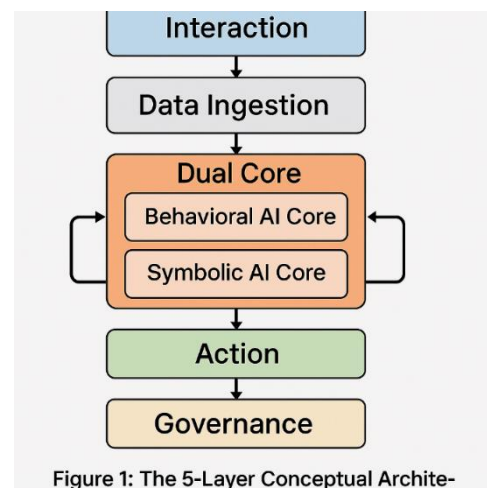 Interaction
Data Ingestion
Dual Core
Behavioral AI Core
Symbolic AI Core
Action
Governance
Figure 1: The 5-Layer Conceptual Archite-